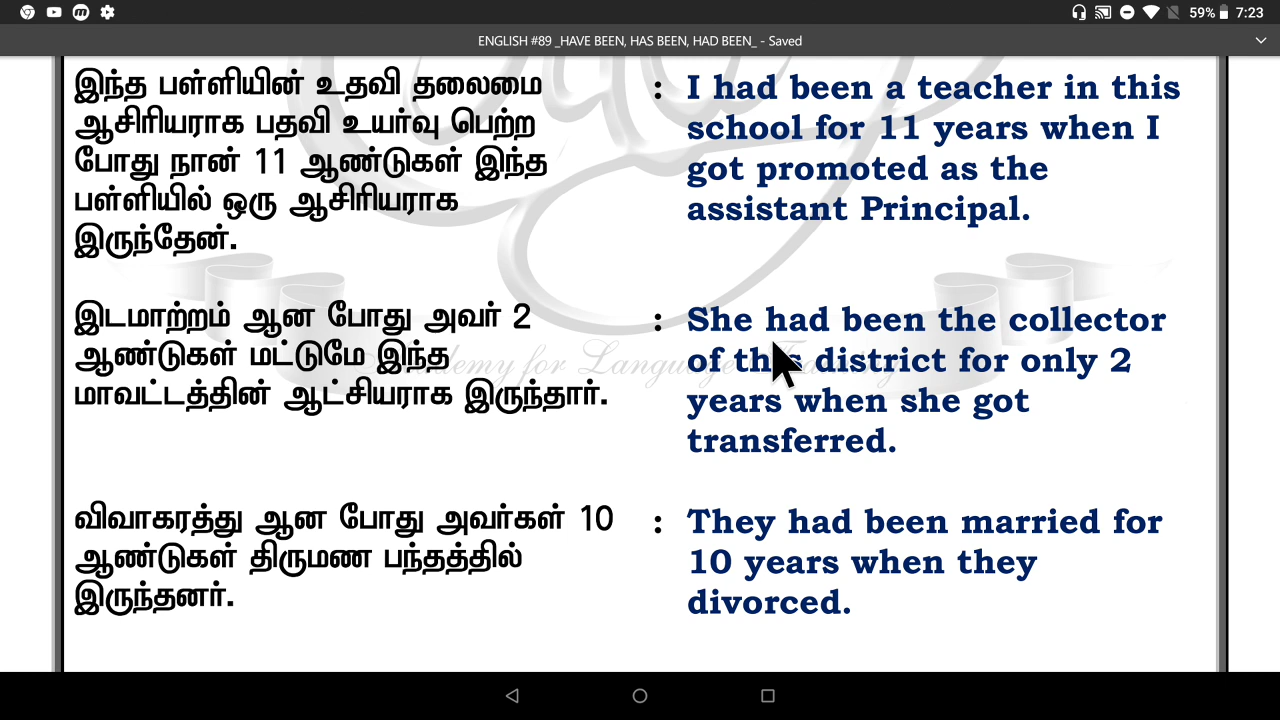 59% 7:23
ENGLISH #89 _HAVE BEEN, HAS BEEN, HAD BEEN_ - Saved
இந்த பள்ளியின் உதவி தலைமை
ஆசிரியராக பதவி உயர்வு பெற்ற
போது நான் 11 ஆண்டுகள் இந்த
பள்ளியில் ஒரு ஆசிரியராக
இருந்தேன்.
: I had been a teacher in this
school for 11 years when I
got promoted as the
assistant Principal.
இடமாற்றம் ஆன போது அவர் 2
ஆண்டுகள் மட்டுமே இந்த
மாவட்டத்தின் ஆட்சியராக இருந்தார்.
: She had been the collector
of this district for only 2
years when she got
transferred.
விவாகரத்து ஆன போது அவர்கள் 10
ஆண்டுகள் திருமண பந்தத்தில்
இருந்தனர்.
: They had been married for
10 years when they
divorced.